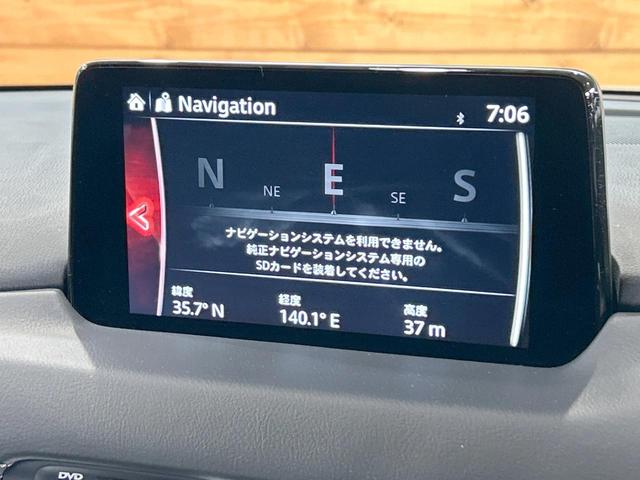 Navigation
7:06
N NE E SE S
ナビゲーションシステムを利用できません。
純正ナビゲーションシステム専用の
SDカードを装着してください。
緯度 経度 高度
35.7° N 140.1° E 37 m
DVD